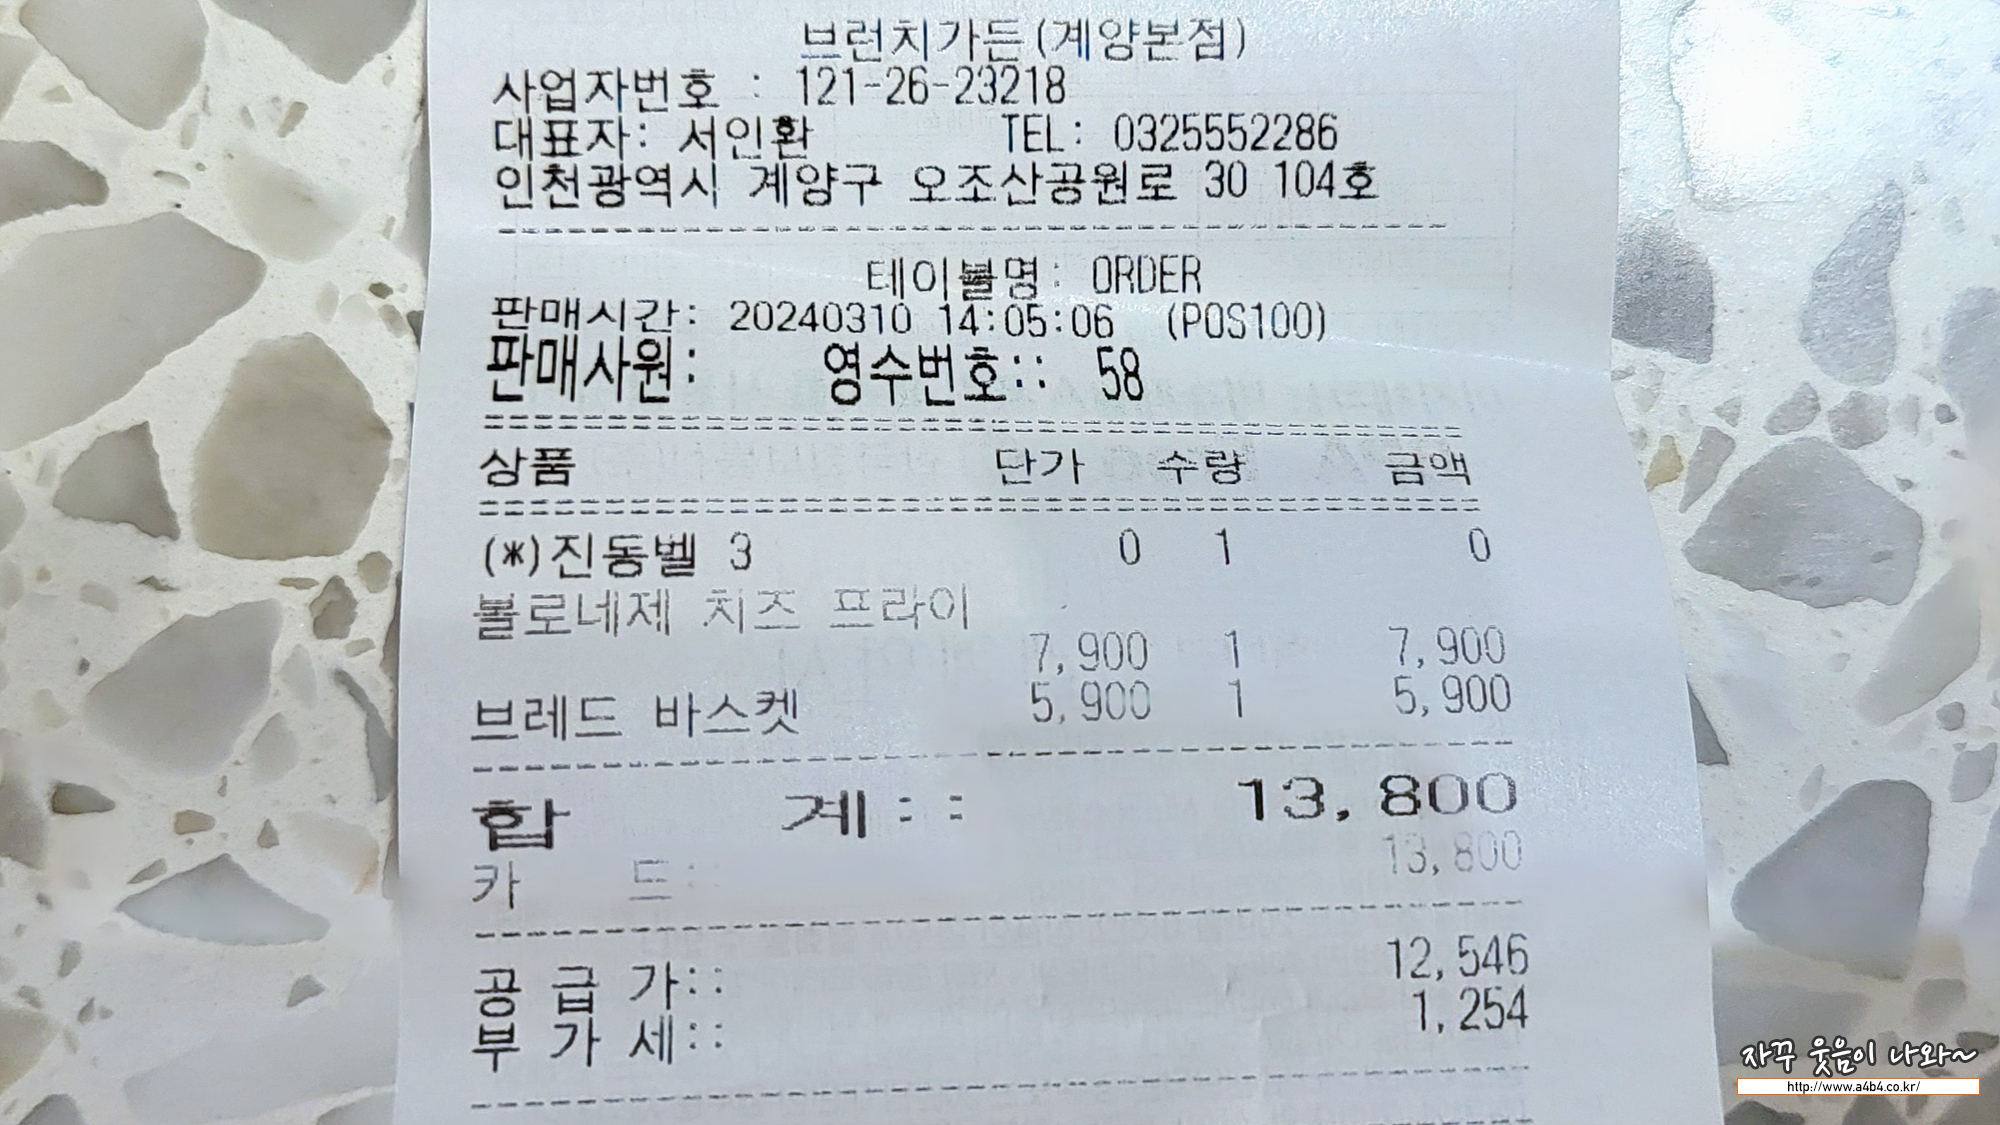 브런치가든(계양본점)
사업자번호 : 121-26-23218
대표자: 서인환 TEL: 0325552286
인천광역시 계양구 오조산공원로 30 104호
테이블명: ORDER
판매시간: 20240310 14:05:06 (POS100)
판매사원: 영수번호:: 58
상품 단가 수량 금액
(*)진동벨 3 0 1 0
볼로네제 치즈 프라이
7,900 1 7,900
브레드 바스켓 5,900 1 5,900
합 계:: 13,800
카 드:: 13,800
공 급 가:: 12,546
부 가 세:: 1,254
자꾸 웃음이 나와~
http://www.a4b4.co.kr/